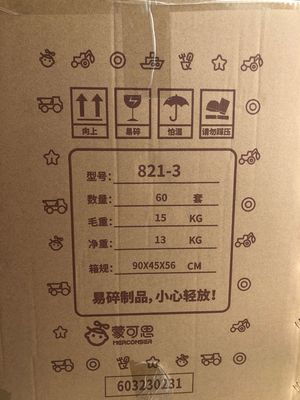 向上 易碎 怕湿 请勿踩压
型号: 821-3
数量: 60 套
毛重: 15 KG
净重: 13 KG
箱规: 90X45X56 CM
易碎制品,小心轻放!
蒙可思
MERCONSER
603230231